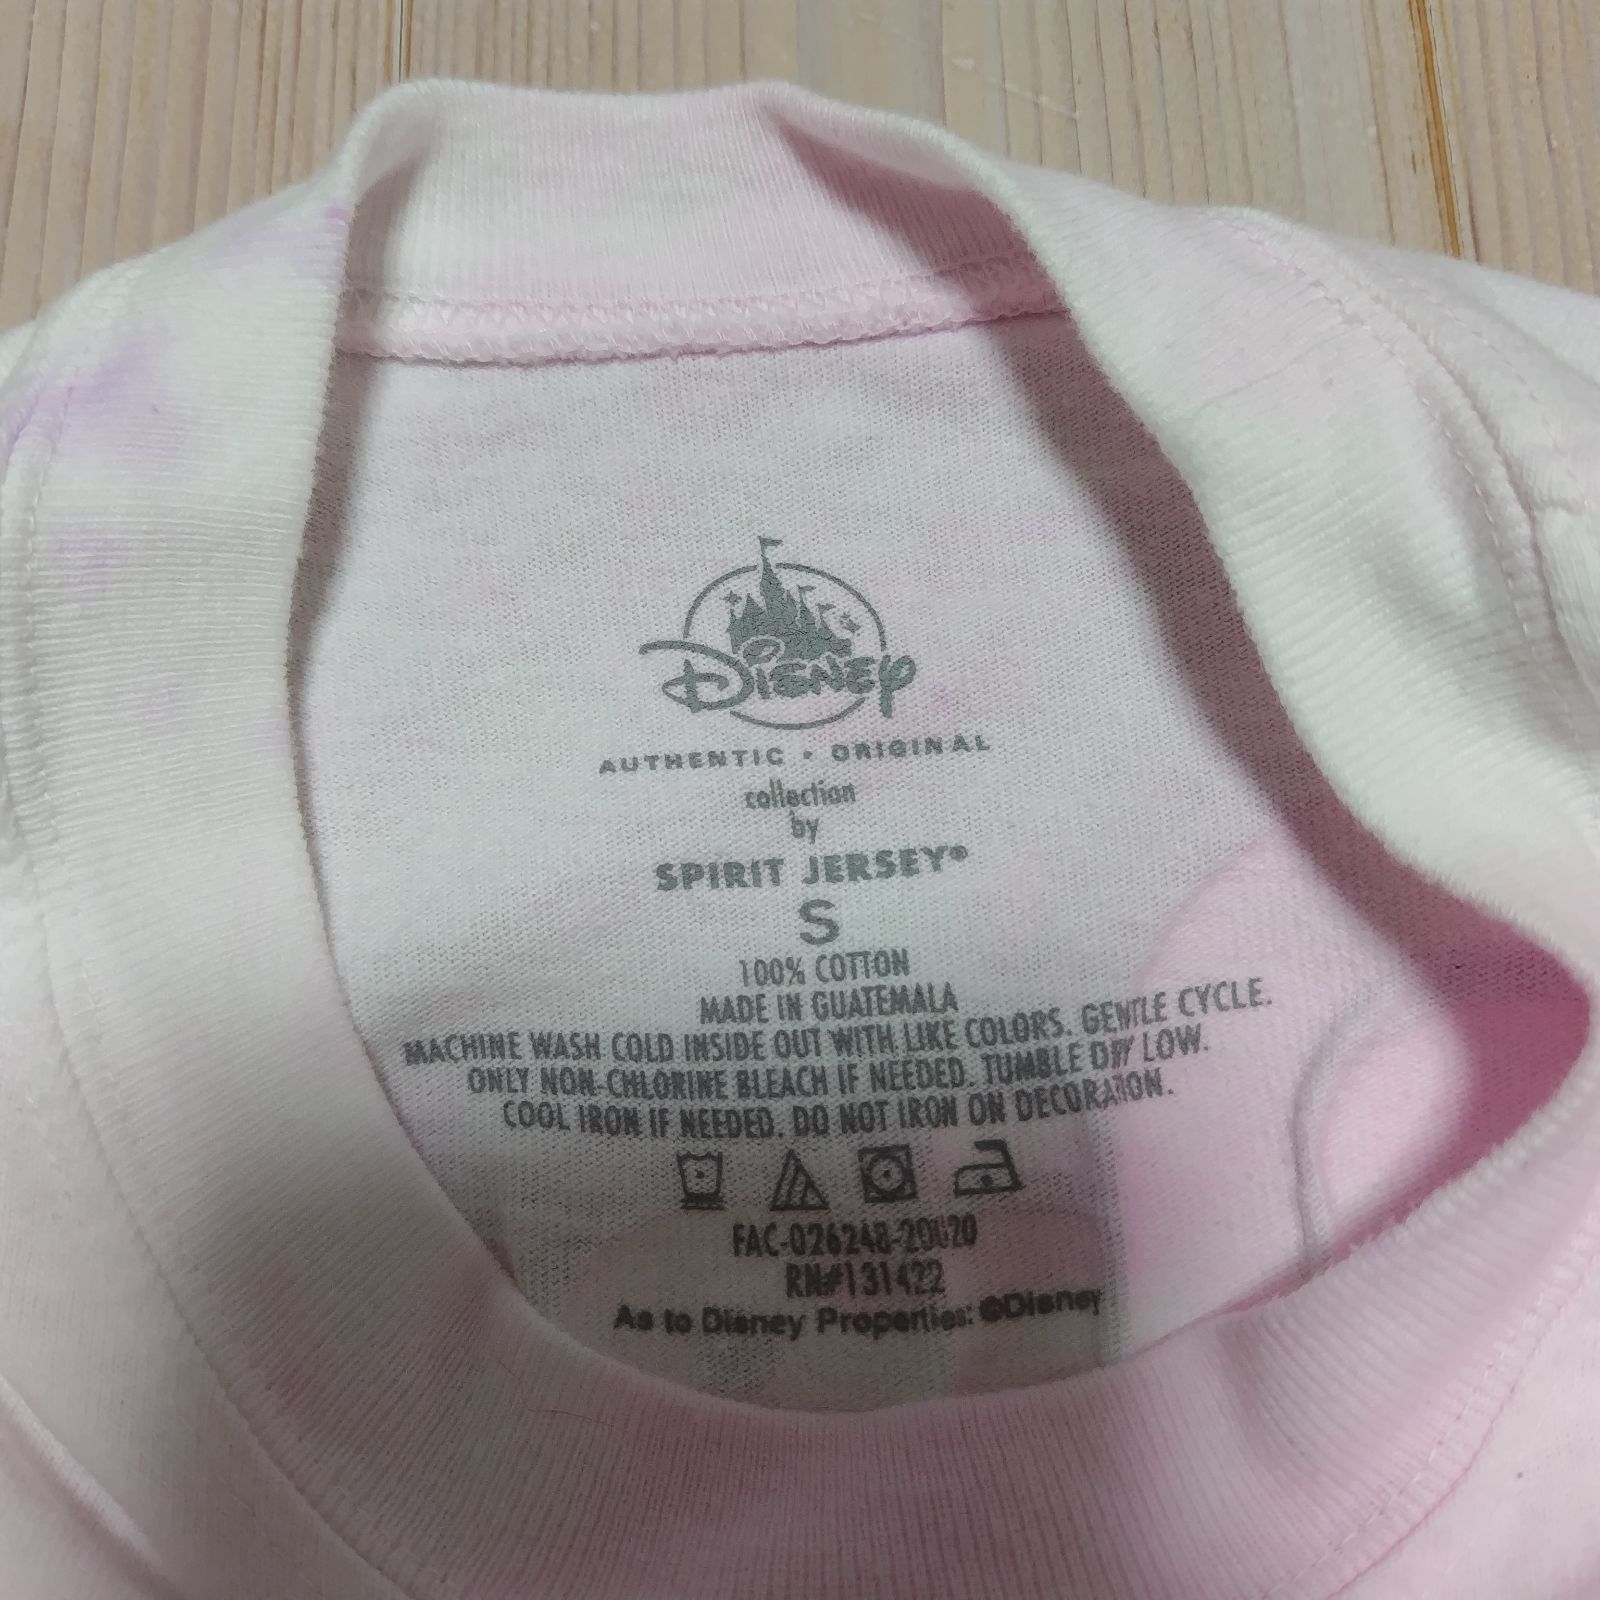 Disney
AUTHENTIC • ORIGINAL
collection
by
SPIRIT JERSEY®
S
100% COTTON
MADE IN GUATEMALA
MACHINE WASH COLD INSIDE OUT WITH LIKE COLORS. GENTLE CYCLE.
ONLY NON-CHLORINE BLEACH IF NEEDED. TUMBLE DRY LOW.
COOL IRON IF NEEDED. DO NOT IRON ON DECORATION.
FAC-026248-20020
RN#131422
As to Disney Properties: ©Disney